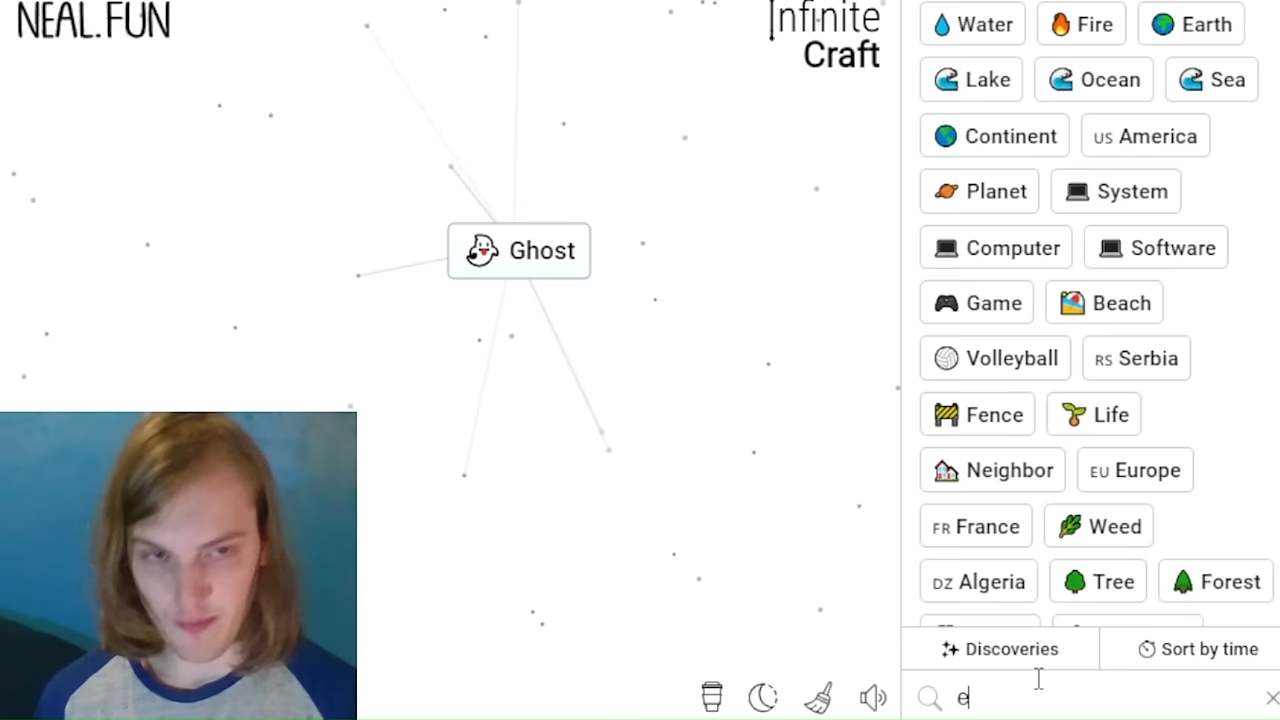 NEAL.FUN
Infinite
Craft
Ghost
Water Fire Earth
Lake Ocean Sea
Continent US America
Planet System
Computer Software
Game Beach
Volleyball RS Serbia
Fence Life
Neighbor EU Europe
FR France Weed
DZ Algeria Tree Forest
Discoveries Sort by time
e